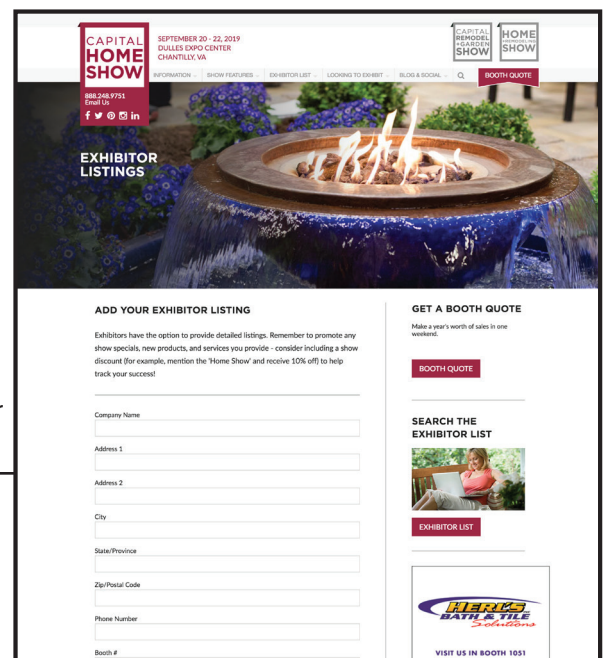 CAPITAL
HOME
SHOW
SEPTEMBER 20 - 22, 2019
DULLES EXPO CENTER
CHANTILLY, VA
CAPITAL
REMODEL
+GARDEN
SHOW
HOME
+REMODELING
SHOW
INFORMATION
SHOW FEATURES
EXHIBITOR LIST
LOOKING TO EXHIBIT
BLOG & SOCIAL
BOOTH QUOTE
888.248.9751
Email Us
EXHIBITOR
LISTINGS
ADD YOUR EXHIBITOR LISTING
Exhibitors have the option to provide detailed listings. Remember to promote any
show specials, new products, and services you provide - consider including a show
discount (for example, mention the 'Home Show' and receive 10% off) to help
track your success!
Company Name
Address 1
Address 2
City
State/Province
Zip/Postal Code
Phone Number
Booth #
GET A BOOTH QUOTE
Make a year's worth of sales in one
weekend.
BOOTH QUOTE
SEARCH THE
EXHIBITOR LIST
EXHIBITOR LIST
HERL'S
BATH & TILE
Solutions
VISIT US IN BOOTH 1051